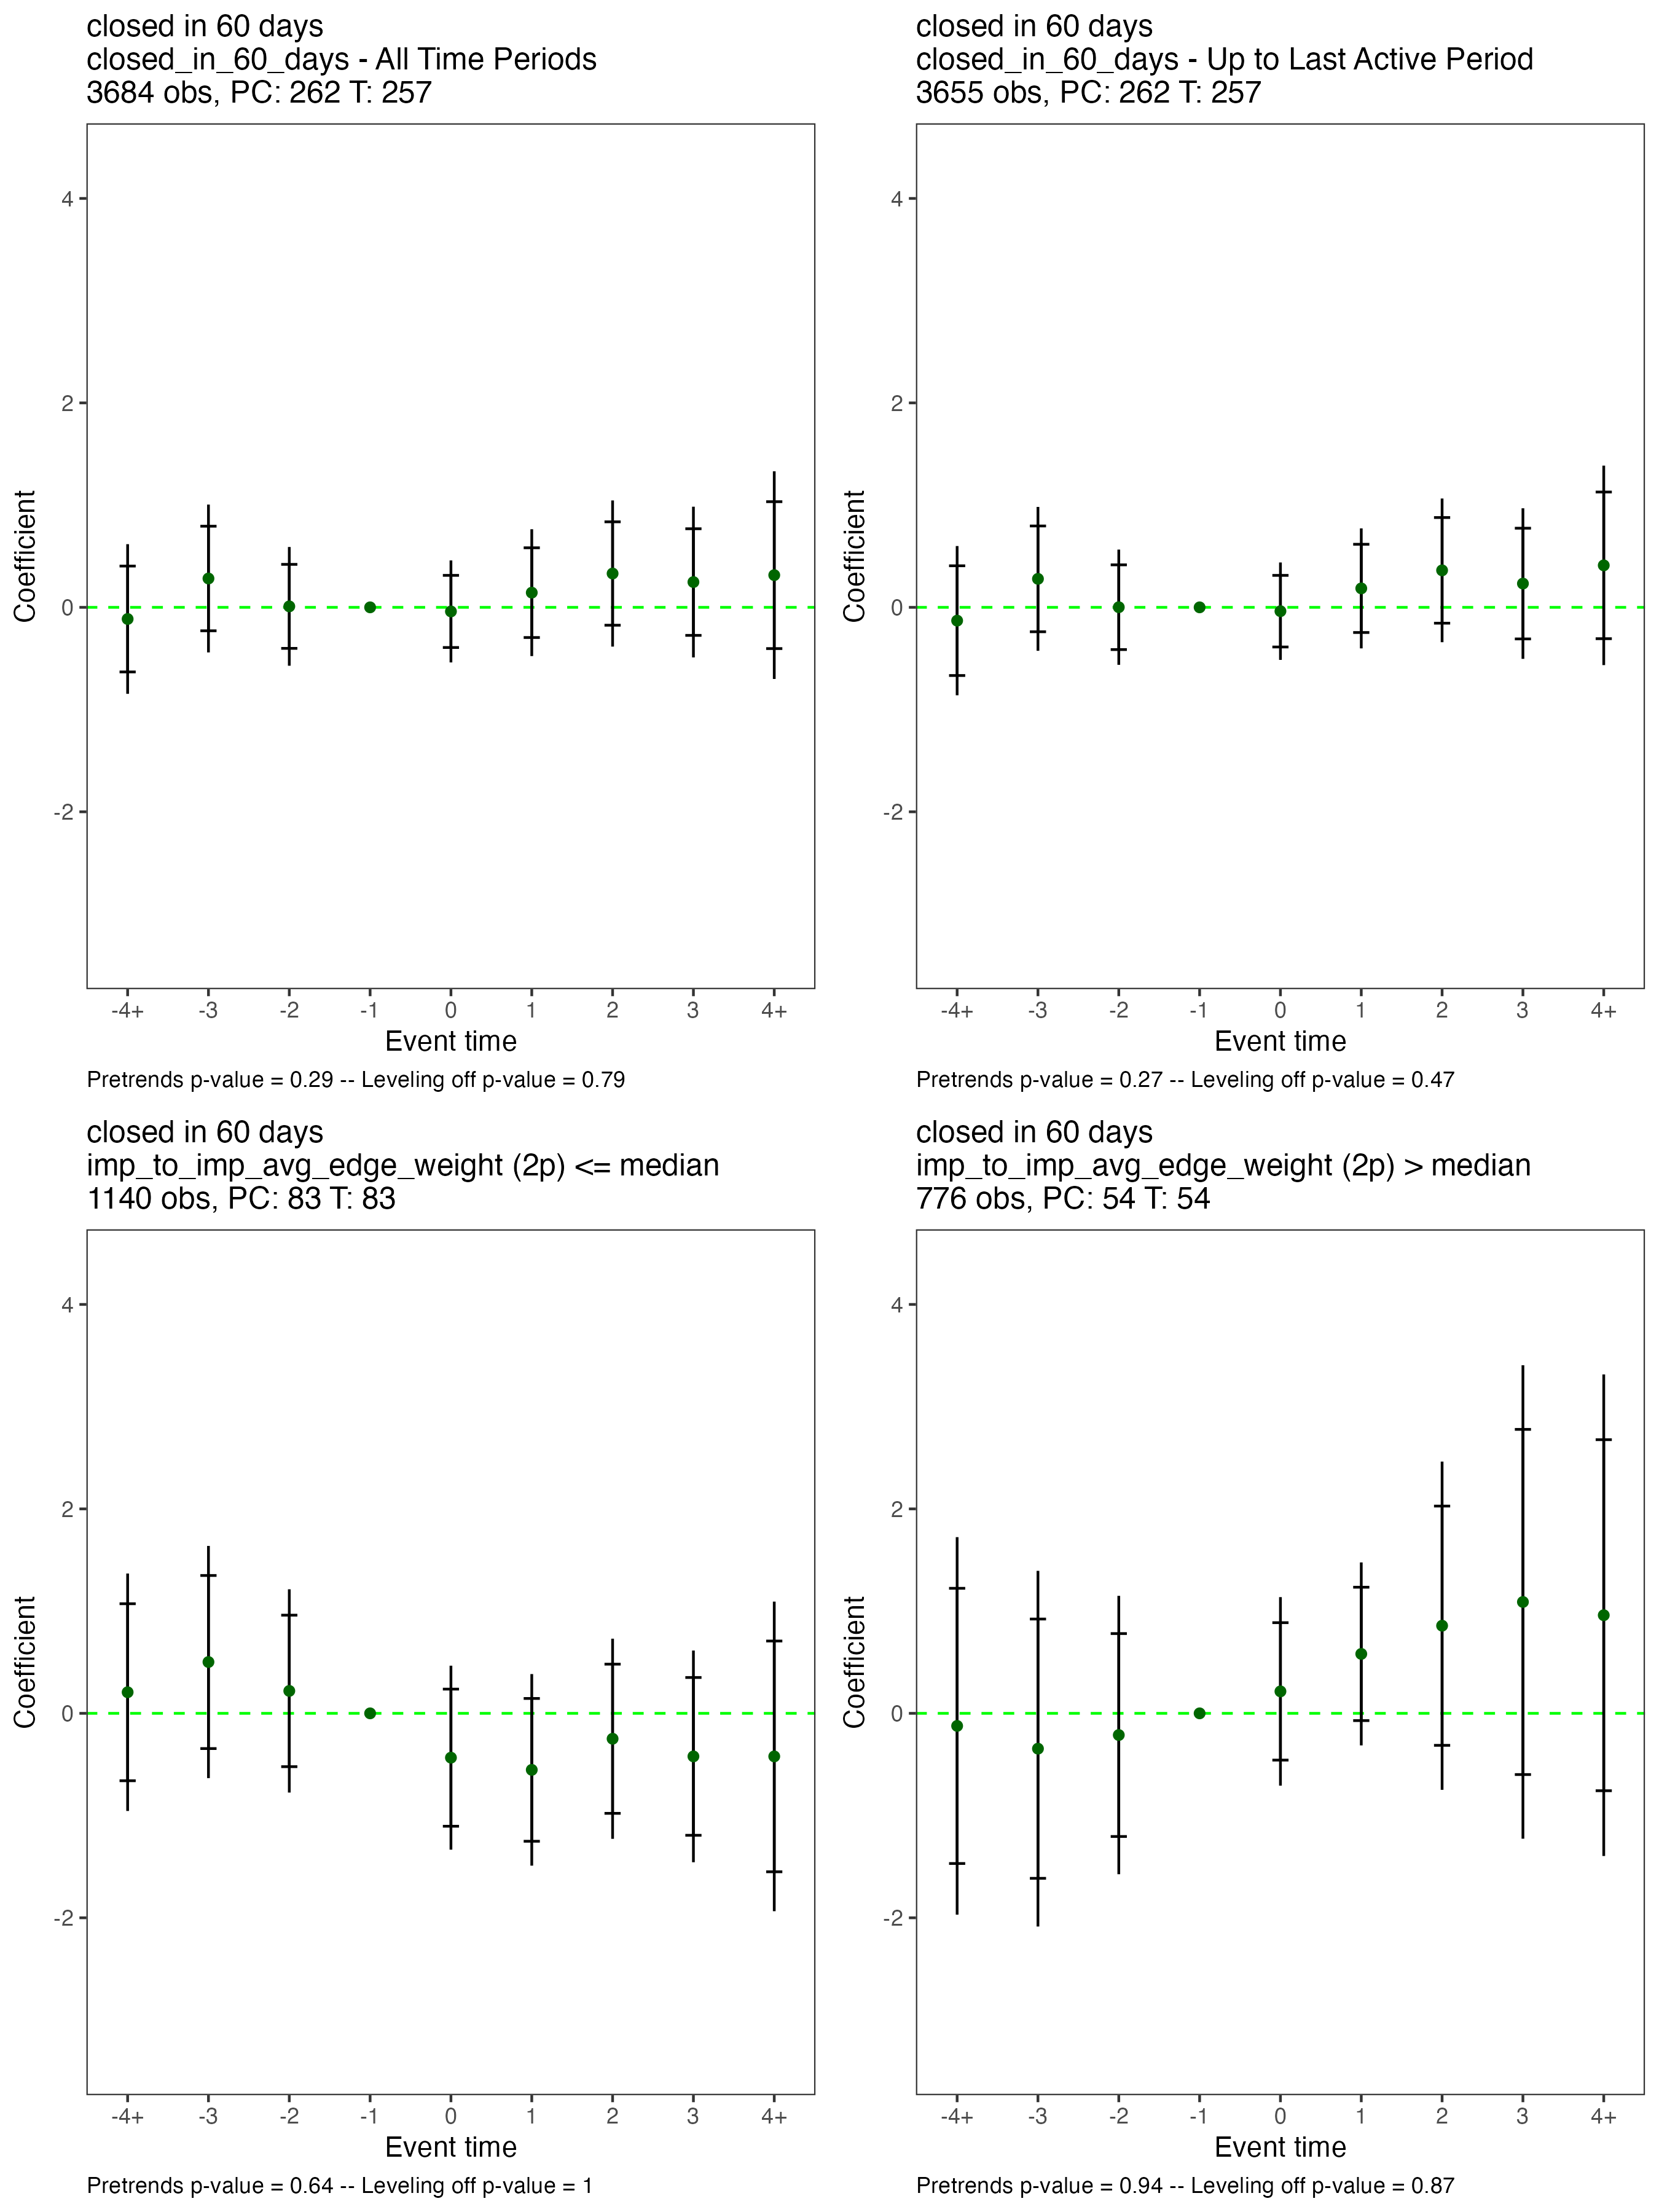 closed in 60 days
closed_in_60_days - All Time Periods
3684 obs, PC: 262 T: 257
Coefficient
4
2
0
-2
-4+ -3 -2 -1 0 1 2 3 4+
Event time
Pretrends p-value = 0.29 -- Leveling off p-value = 0.79
closed in 60 days
closed_in_60_days - Up to Last Active Period
3655 obs, PC: 262 T: 257
Coefficient
4
2
0
-2
-4+ -3 -2 -1 0 1 2 3 4+
Event time
Pretrends p-value = 0.27 -- Leveling off p-value = 0.47
closed in 60 days
imp_to_imp_avg_edge_weight (2p) <= median
1140 obs, PC: 83 T: 83
Coefficient
4
2
0
-2
-4+ -3 -2 -1 0 1 2 3 4+
Event time
Pretrends p-value = 0.64 -- Leveling off p-value = 1
closed in 60 days
imp_to_imp_avg_edge_weight (2p) > median
776 obs, PC: 54 T: 54
Coefficient
4
2
0
-2
-4+ -3 -2 -1 0 1 2 3 4+
Event time
Pretrends p-value = 0.94 -- Leveling off p-value = 0.87